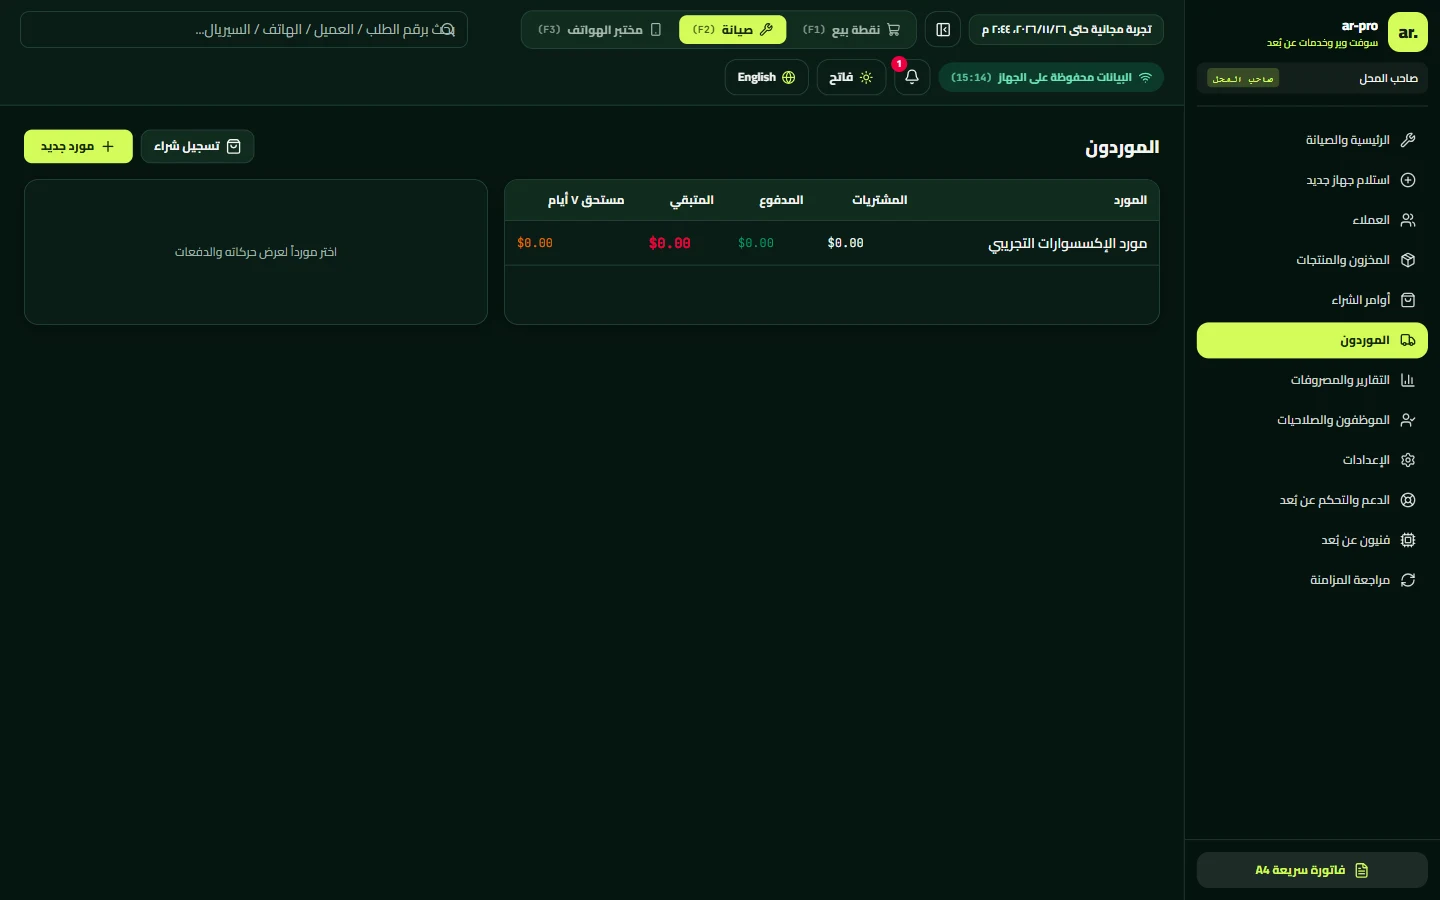 ar.
ar-pro
سوفت وير وخدمات عن بُعد
صاحب المحل
صاحب المحل
الرئيسية والصيانة
استلام جهاز جديد
العملاء
المخزون والمنتجات
أوامر الشراء
الموردون
التقارير والمصروفات
الموظفون والصلاحيات
الإعدادات
الدعم والتحكم عن بُعد
فنيون عن بُعد
مراجعة المزامنة
فاتورة سريعة A4
تجربة مجانية حتى ٢٠٢٦/١١/٢٦، ٢:٤٤ م
نقطة بيع (F1)
صيانة (F2)
مختبر الهواتف (F3)
بحث برقم الطلب / العميل / الهاتف / السيريال...
البيانات محفوظة على الجهاز (15:14)
1
فاتح
English
الموردون
تسجيل شراء
مورد جديد
المورد المشتريات المدفوع المتبقي مستحق ٧ أيام
مورد الإكسسوارات التجريبي $0.00 $0.00 $0.00 $0.00
اختر مورداً لعرض حركاته والدفعات